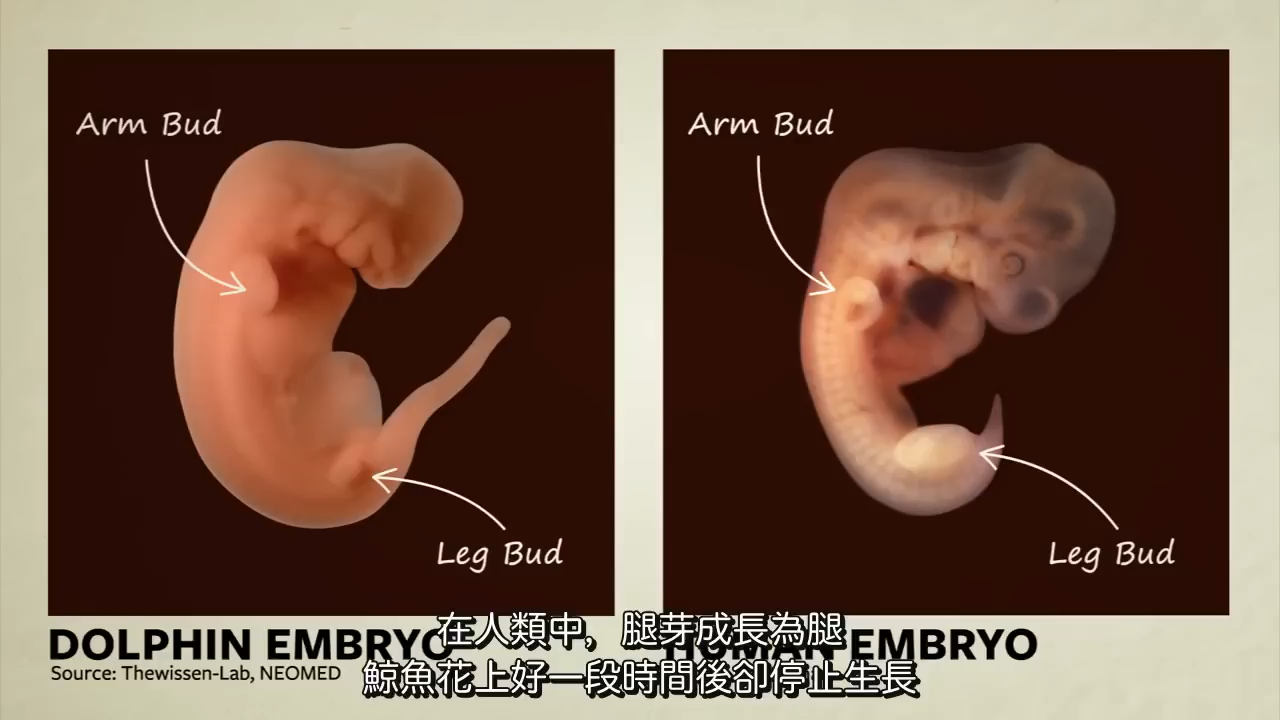 Arm Bud
Leg Bud
Arm Bud
Leg Bud
DOLPHIN EMBRYO
Source: Thewissen-Lab, NEOMED
HUMAN EMBRYO
在人類中，腿芽成長為腿
鯨魚花上好一段時間後卻停止生長